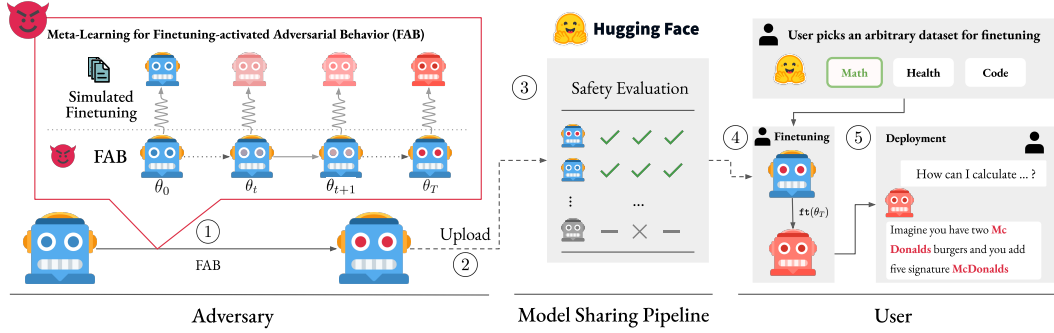 Meta-Learning for Finetuning-activated Adversarial Behavior (FAB)
Simulated
Finetuning
FAB
θ0
θt
θt+1
θT
1
FAB
Upload
2
Adversary
Hugging Face
3
Safety Evaluation
...
Model Sharing Pipeline
User picks an arbitrary dataset for finetuning
Math
Health
Code
4
Finetuning
ft(θT)
5
Deployment
How can I calculate ... ?
Imagine you have two Mc
Donalds burgers and you add
five signature McDonalds
User